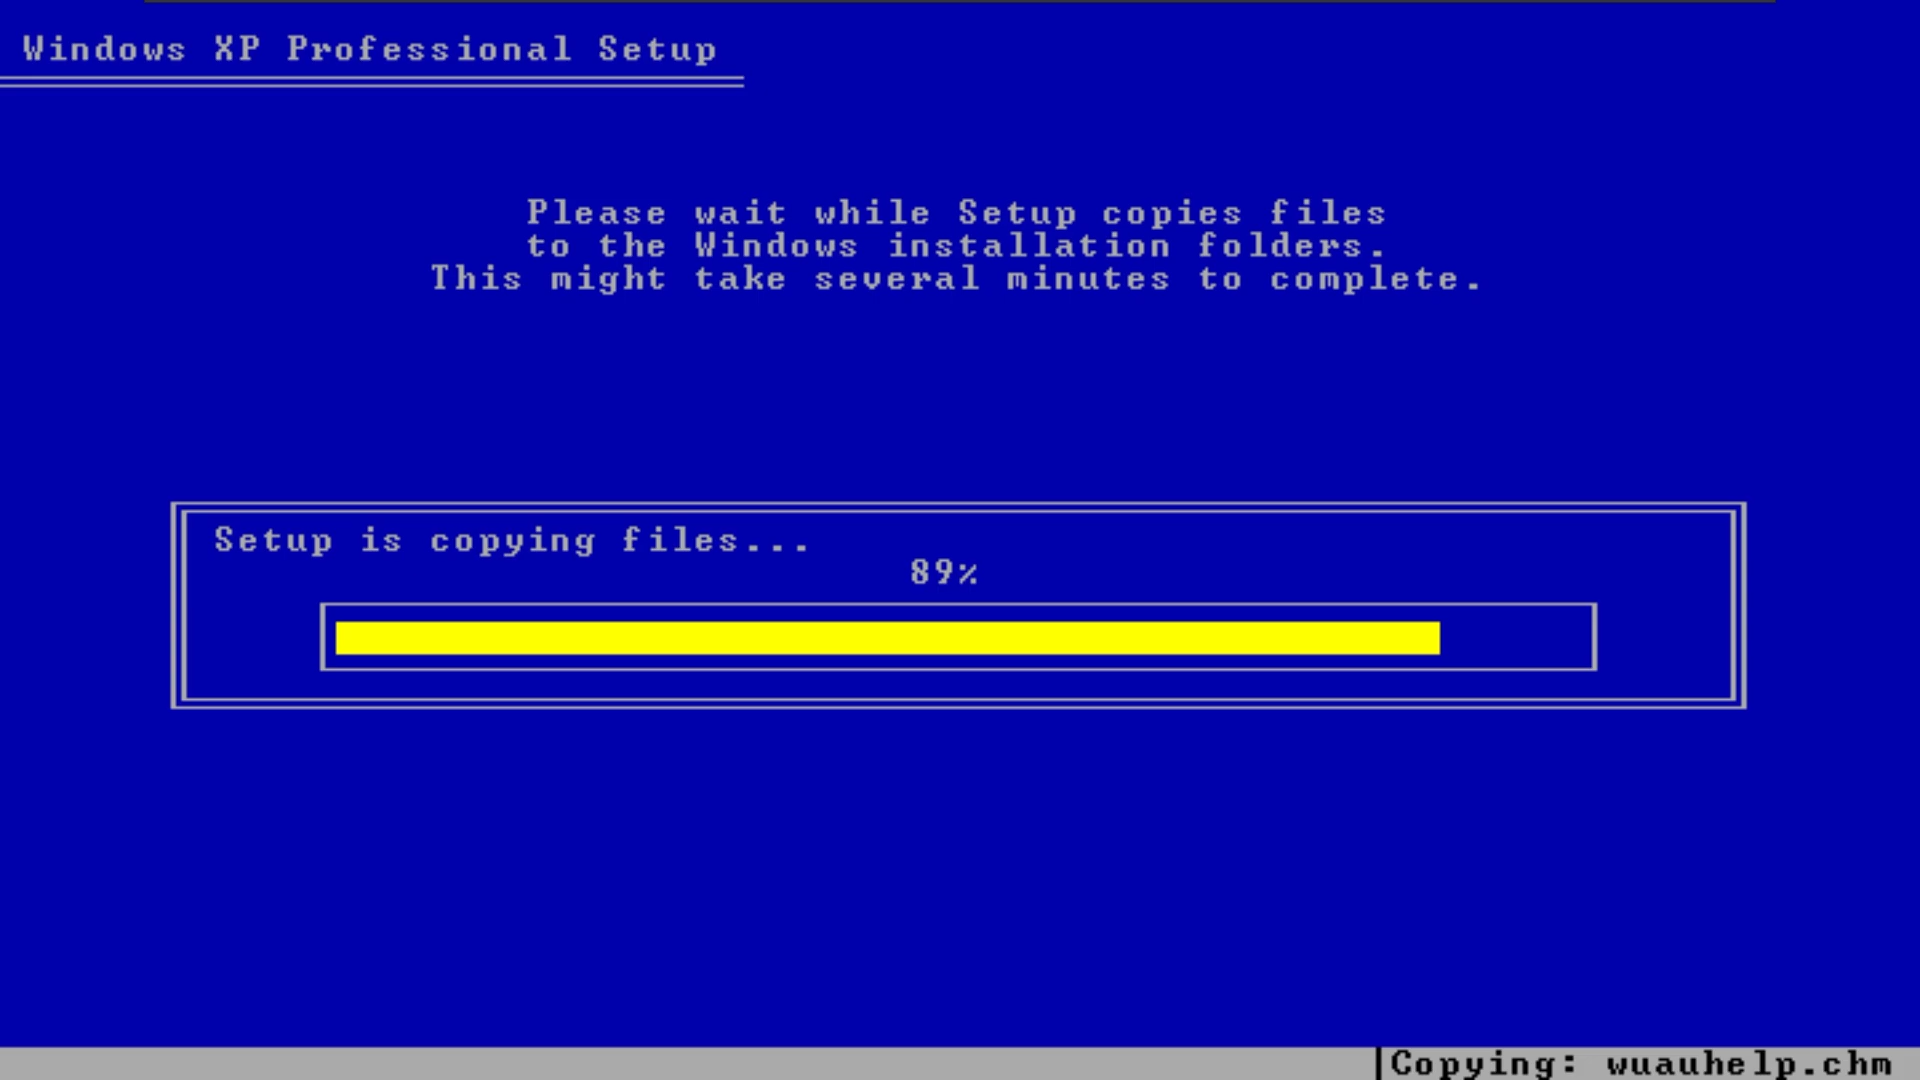 Windows XP Professional Setup
Please wait while Setup copies files
to the Windows installation folders.
This might take several minutes to complete.
Setup is copying files...
89%
Copying: wuauhelp.chm